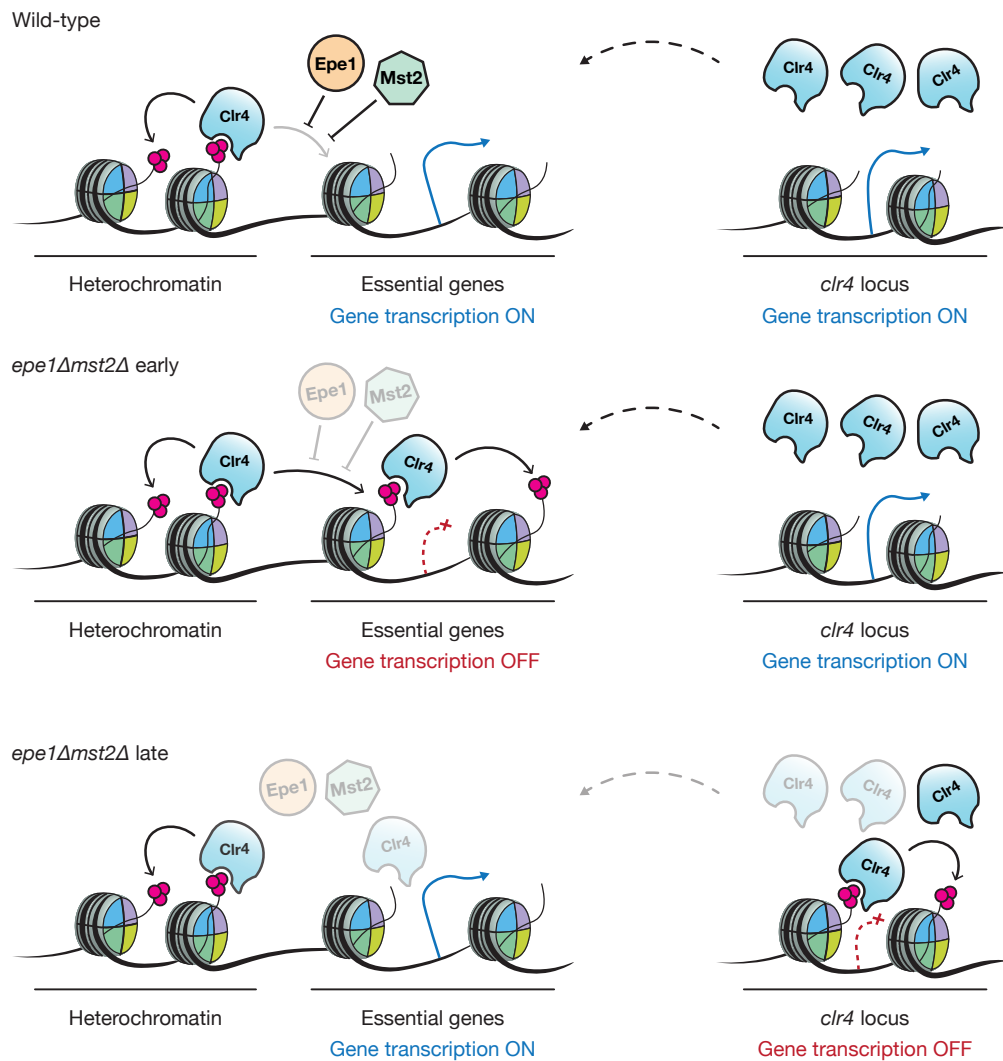 Wild-type
Epe1
Mst2
Clr4
Clr4
Clr4
Clr4
Heterochromatin
Essential genes
clr4 locus
Gene transcription ON
Gene transcription ON
epe1Δmst2Δ early
Epe1
Mst2
Clr4
Clr4
Clr4
Clr4
Clr4
Heterochromatin
Essential genes
clr4 locus
Gene transcription OFF
Gene transcription ON
epe1Δmst2Δ late
Epe1
Mst2
Clr4
Clr4
Clr4
Clr4
Clr4
Clr4
Heterochromatin
Essential genes
clr4 locus
Gene transcription ON
Gene transcription OFF